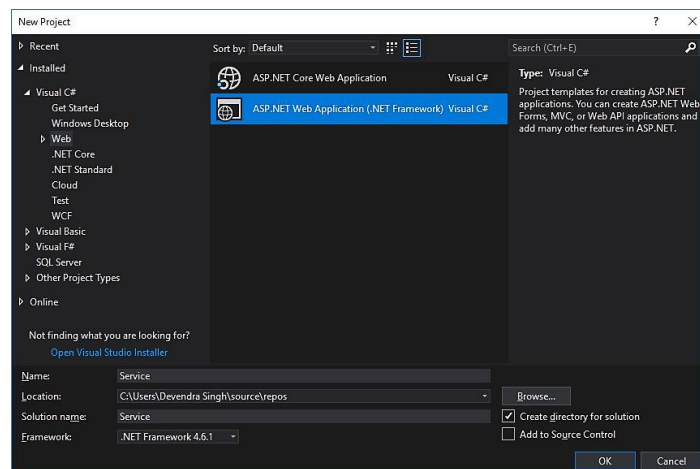 New Project
Recent
Installed
Visual C#
Get Started
Windows Desktop
Web
.NET Core
.NET Standard
Cloud
Test
WCF
Visual Basic
Visual F#
SQL Server
Other Project Types
Online
Not finding what you are looking for?
Open Visual Studio Installer
Sort by: Default
ASP.NET Core Web Application Visual C#
ASP.NET Web Application (.NET Framework) Visual C#
Search (Ctrl+E)
Type: Visual C#
Project templates for creating ASP.NET
applications. You can create ASP.NET Web
Forms, MVC, or Web API applications and
add many other features in ASP.NET.
Name: Service
Location: C:\Users\Devendra Singh\source\repos
Browse...
Solution name: Service
Create directory for solution
Framework: .NET Framework 4.6.1
Add to Source Control
OK Cancel